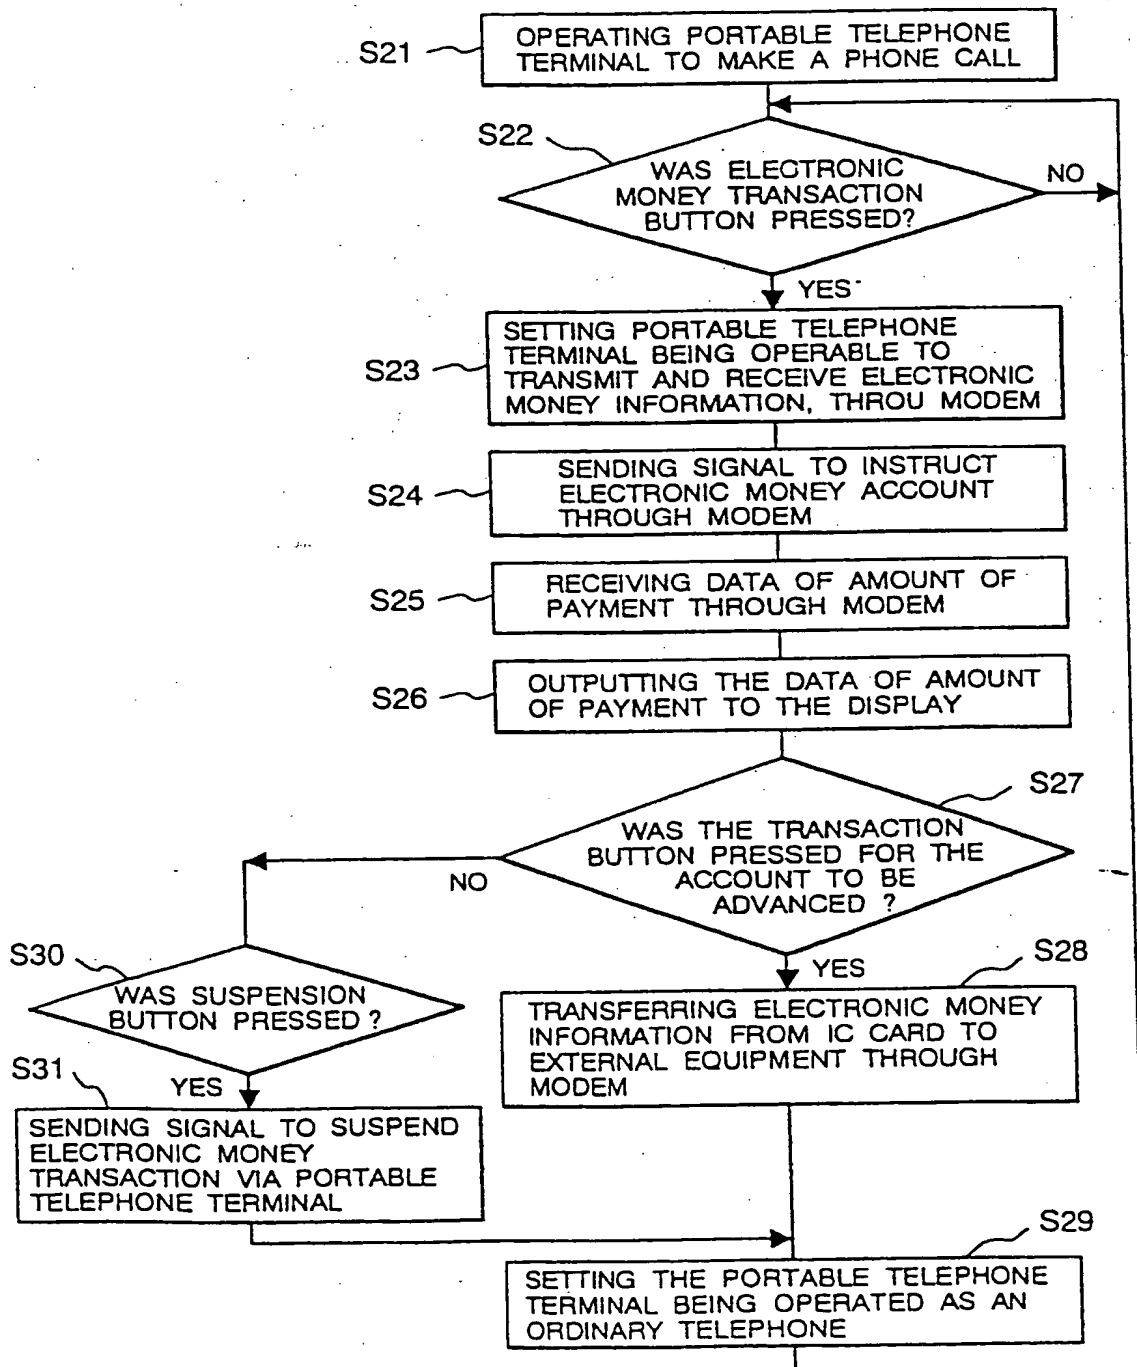 S21
OPERATING PORTABLE TELEPHONE
TERMINAL TO MAKE A PHONE CALL
S22
WAS ELECTRONIC
MONEY TRANSACTION
BUTTON PRESSED?
NO
YES
S23
SETTING PORTABLE TELEPHONE
TERMINAL BEING OPERABLE TO
TRANSMIT AND RECEIVE ELECTRONIC
MONEY INFORMATION, THROU MODEM
S24
SENDING SIGNAL TO INSTRUCT
ELECTRONIC MONEY ACCOUNT
THROUGH MODEM
S25
RECEIVING DATA OF AMOUNT OF
PAYMENT THROUGH MODEM
S26
OUTPUTTING THE DATA OF AMOUNT
OF PAYMENT TO THE DISPLAY
S27
WAS THE TRANSACTION
BUTTON PRESSED FOR THE
ACCOUNT TO BE
ADVANCED ?
NO
YES
S30
WAS SUSPENSION
BUTTON PRESSED ?
YES
S28
TRANSFERRING ELECTRONIC MONEY
INFORMATION FROM IC CARD TO
EXTERNAL EQUIPMENT THROUGH
MODEM
S31
SENDING SIGNAL TO SUSPEND
ELECTRONIC MONEY
TRANSACTION VIA PORTABLE
TELEPHONE TERMINAL
S29
SETTING THE PORTABLE TELEPHONE
TERMINAL BEING OPERATED AS AN
ORDINARY TELEPHONE